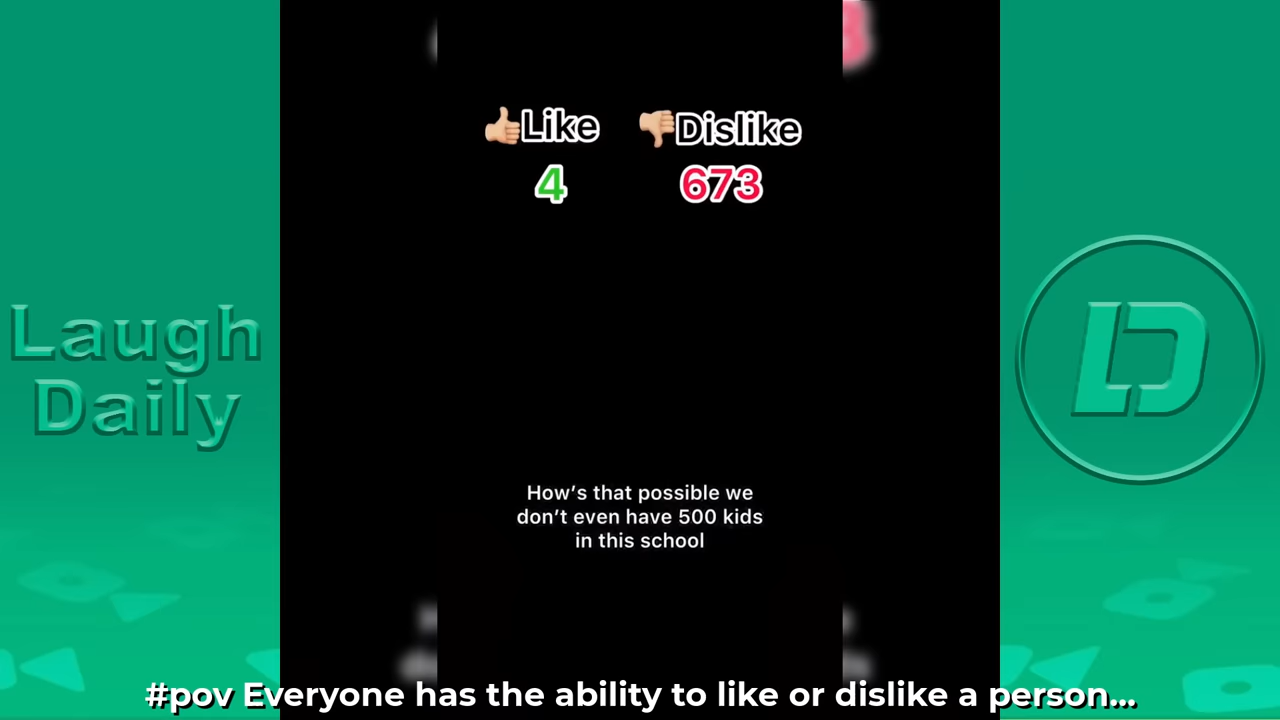 👍🏼Like 👎🏼Dislike
4 673
Laugh
Daily
LD
How's that possible we
don't even have 500 kids
in this school
#pov Everyone has the ability to like or dislike a person...